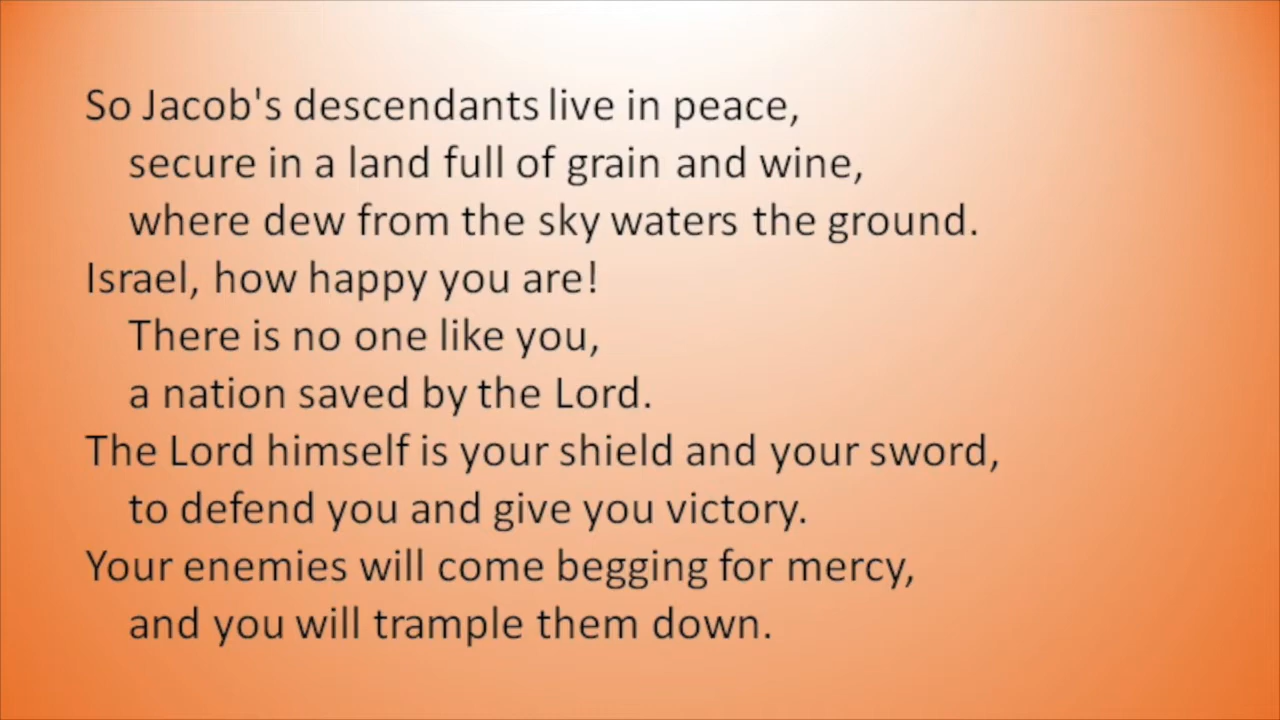 So Jacob's descendants live in peace,
secure in a land full of grain and wine,
where dew from the sky waters the ground.
Israel, how happy you are!
There is no one like you,
a nation saved by the Lord.
The Lord himself is your shield and your sword,
to defend you and give you victory.
Your enemies will come begging for mercy,
and you will trample them down.